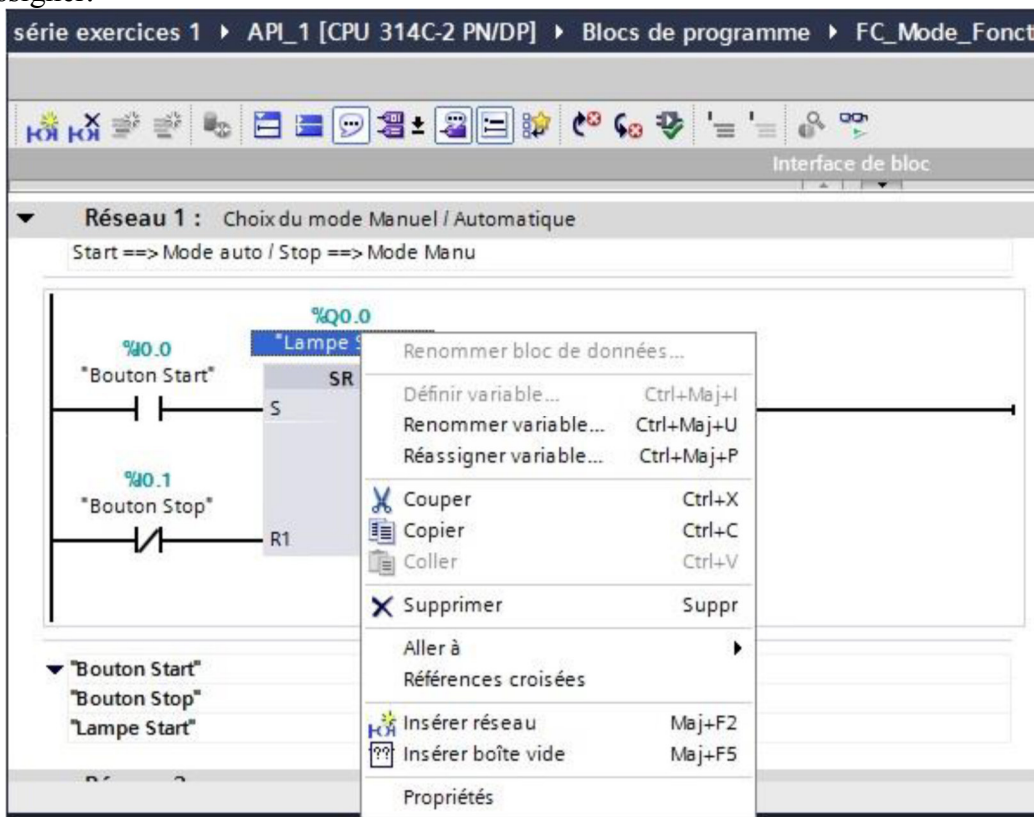 série exercices 1 ▸ API_1 [CPU 314C-2 PN/DP] ▸ Blocs de programme ▸ FC_Mode_Fonct
Interface de bloc
Réseau 1 : Choix du mode Manuel / Automatique
Start ==> Mode auto / Stop ==> Mode Manu
%Q0.0
"Lampe S
%I0.0
"Bouton Start"
SR
S
%I0.1
"Bouton Stop"
R1
Renommer bloc de données...
Définir variable... Ctrl+Maj+I
Renommer variable... Ctrl+Maj+U
Réassigner variable... Ctrl+Maj+P
Couper Ctrl+X
Copier Ctrl+C
Coller Ctrl+V
Supprimer Suppr
Aller à
Références croisées
Insérer réseau Maj+F2
?? Insérer boîte vide Maj+F5
Propriétés
"Bouton Start"
"Bouton Stop"
"Lampe Start"